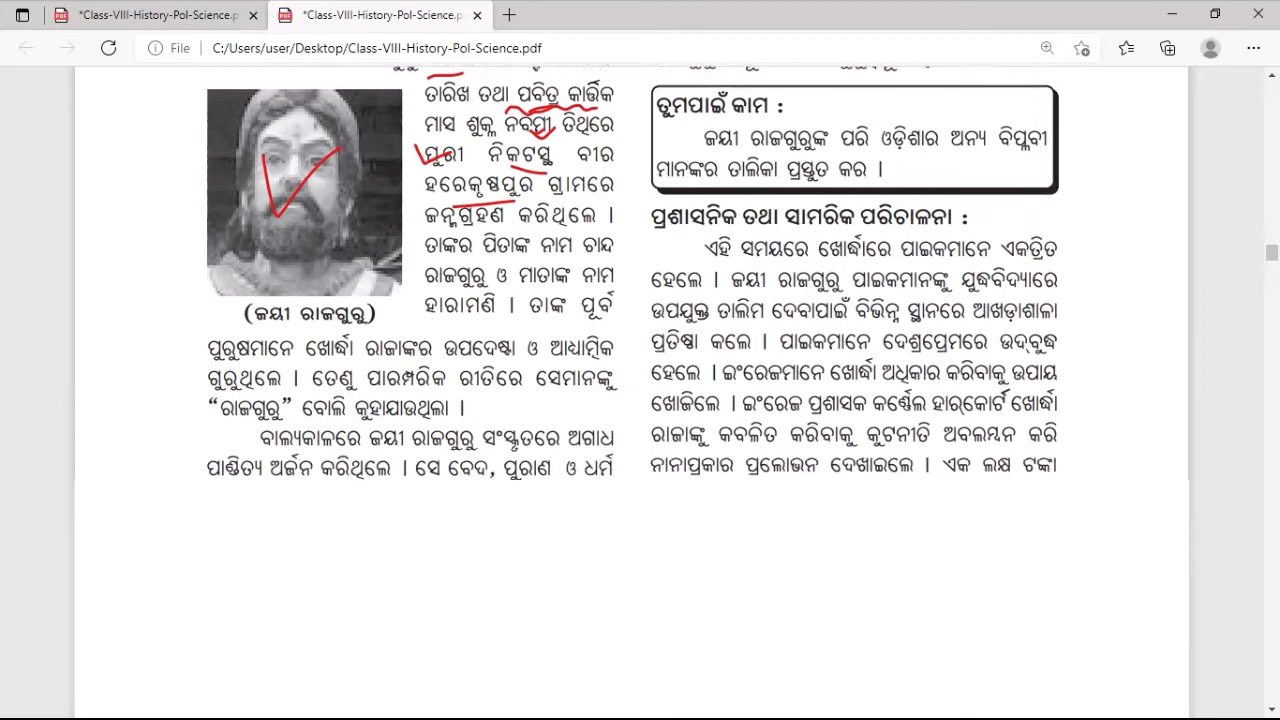 *Class-VIII-History-Pol-Science.p
*Class-VIII-History-Pol-Science.p
File
C:/Users/user/Desktop/Class-VIII-History-Pol-Science.pdf
ତାରିଖ ତଥା ପବିତ୍ର କାର୍ତ୍ତିକ
ମାସ ଶୁକ୍ଳ ନବମୀ ତିଥିରେ
ପୁରୀ ନିକଟସ୍ଥ ବୀର
ହରେକୃଷ୍ଣପୁର ଗ୍ରାମରେ
ଜନ୍ମଗ୍ରହଣ କରିଥିଲେ ।
ତାଙ୍କର ପିତାଙ୍କ ନାମ ଚାନ୍ଦ
ରାଜଗୁରୁ ଓ ମାତାଙ୍କ ନାମ
ହାରାମଣି । ତାଙ୍କ ପୂର୍ବ
(ଜୟୀ ରାଜଗୁରୁ)
ପୁରୁଷମାନେ ଖୋର୍ଦ୍ଧା ରାଜାଙ୍କର ଉପଦେଷ୍ଟା ଓ ଆଧ୍ୟାତ୍ମିକ
ଗୁରୁଥିଲେ । ତେଣୁ ପାରମ୍ପରିକ ରୀତିରେ ସେମାନଙ୍କୁ
“ରାଜଗୁରୁ” ବୋଲି କୁହାଯାଉଥିଲା ।
ବାଲ୍ୟକାଳରେ ଜୟୀ ରାଜଗୁରୁ ସଂସ୍କୃତରେ ଅଗାଧ
ପାଣ୍ଡିତ୍ୟ ଅର୍ଜନ କରିଥିଲେ । ସେ ବେଦ, ପୁରାଣ ଓ ଧର୍ମ
ତୁମପାଇଁ କାମ :
ଜୟୀ ରାଜଗୁରୁଙ୍କ ପରି ଓଡ଼ିଶାର ଅନ୍ୟ ବିପ୍ଳବୀ
ମାନଙ୍କର ତାଲିକା ପ୍ରସ୍ତୁତ କର ।
ପ୍ରଶାସନିକ ତଥା ସାମରିକ ପରିଚାଳନା :
ଏହି ସମୟରେ ଖୋର୍ଦ୍ଧାରେ ପାଇକମାନେ ଏକତ୍ରିତ
ହେଲେ । ଜୟୀ ରାଜଗୁରୁ ପାଇକମାନଙ୍କୁ ଯୁଦ୍ଧବିଦ୍ୟାରେ
ଉପଯୁକ୍ତ ତାଲିମ ଦେବାପାଇଁ ବିଭିନ୍ନ ସ୍ଥାନରେ ଆଖଡ଼ାଶାଳା
ପ୍ରତିଷ୍ଠା କଲେ । ପାଇକମାନେ ଦେଶପ୍ରେମରେ ଉଦ୍‌ବୁଦ୍ଧ
ହେଲେ । ଇଂରେଜମାନେ ଖୋର୍ଦ୍ଧା ଅଧିକାର କରିବାକୁ ଉପାୟ
ଖୋଜିଲେ । ଇଂରେଜ ପ୍ରଶାସକ କର୍ଣ୍ଣେଲ ହାର୍‌କୋର୍ଟ ଖୋର୍ଦ୍ଧା
ରାଜାଙ୍କୁ କବଳିତ କରିବାକୁ କୁଟନୀତି ଅବଲମ୍ବନ କରି
ନାନାପ୍ରକାର ପ୍ରଲୋଭନ ଦେଖାଇଲେ । ଏକ ଲକ୍ଷ ଟଙ୍କା